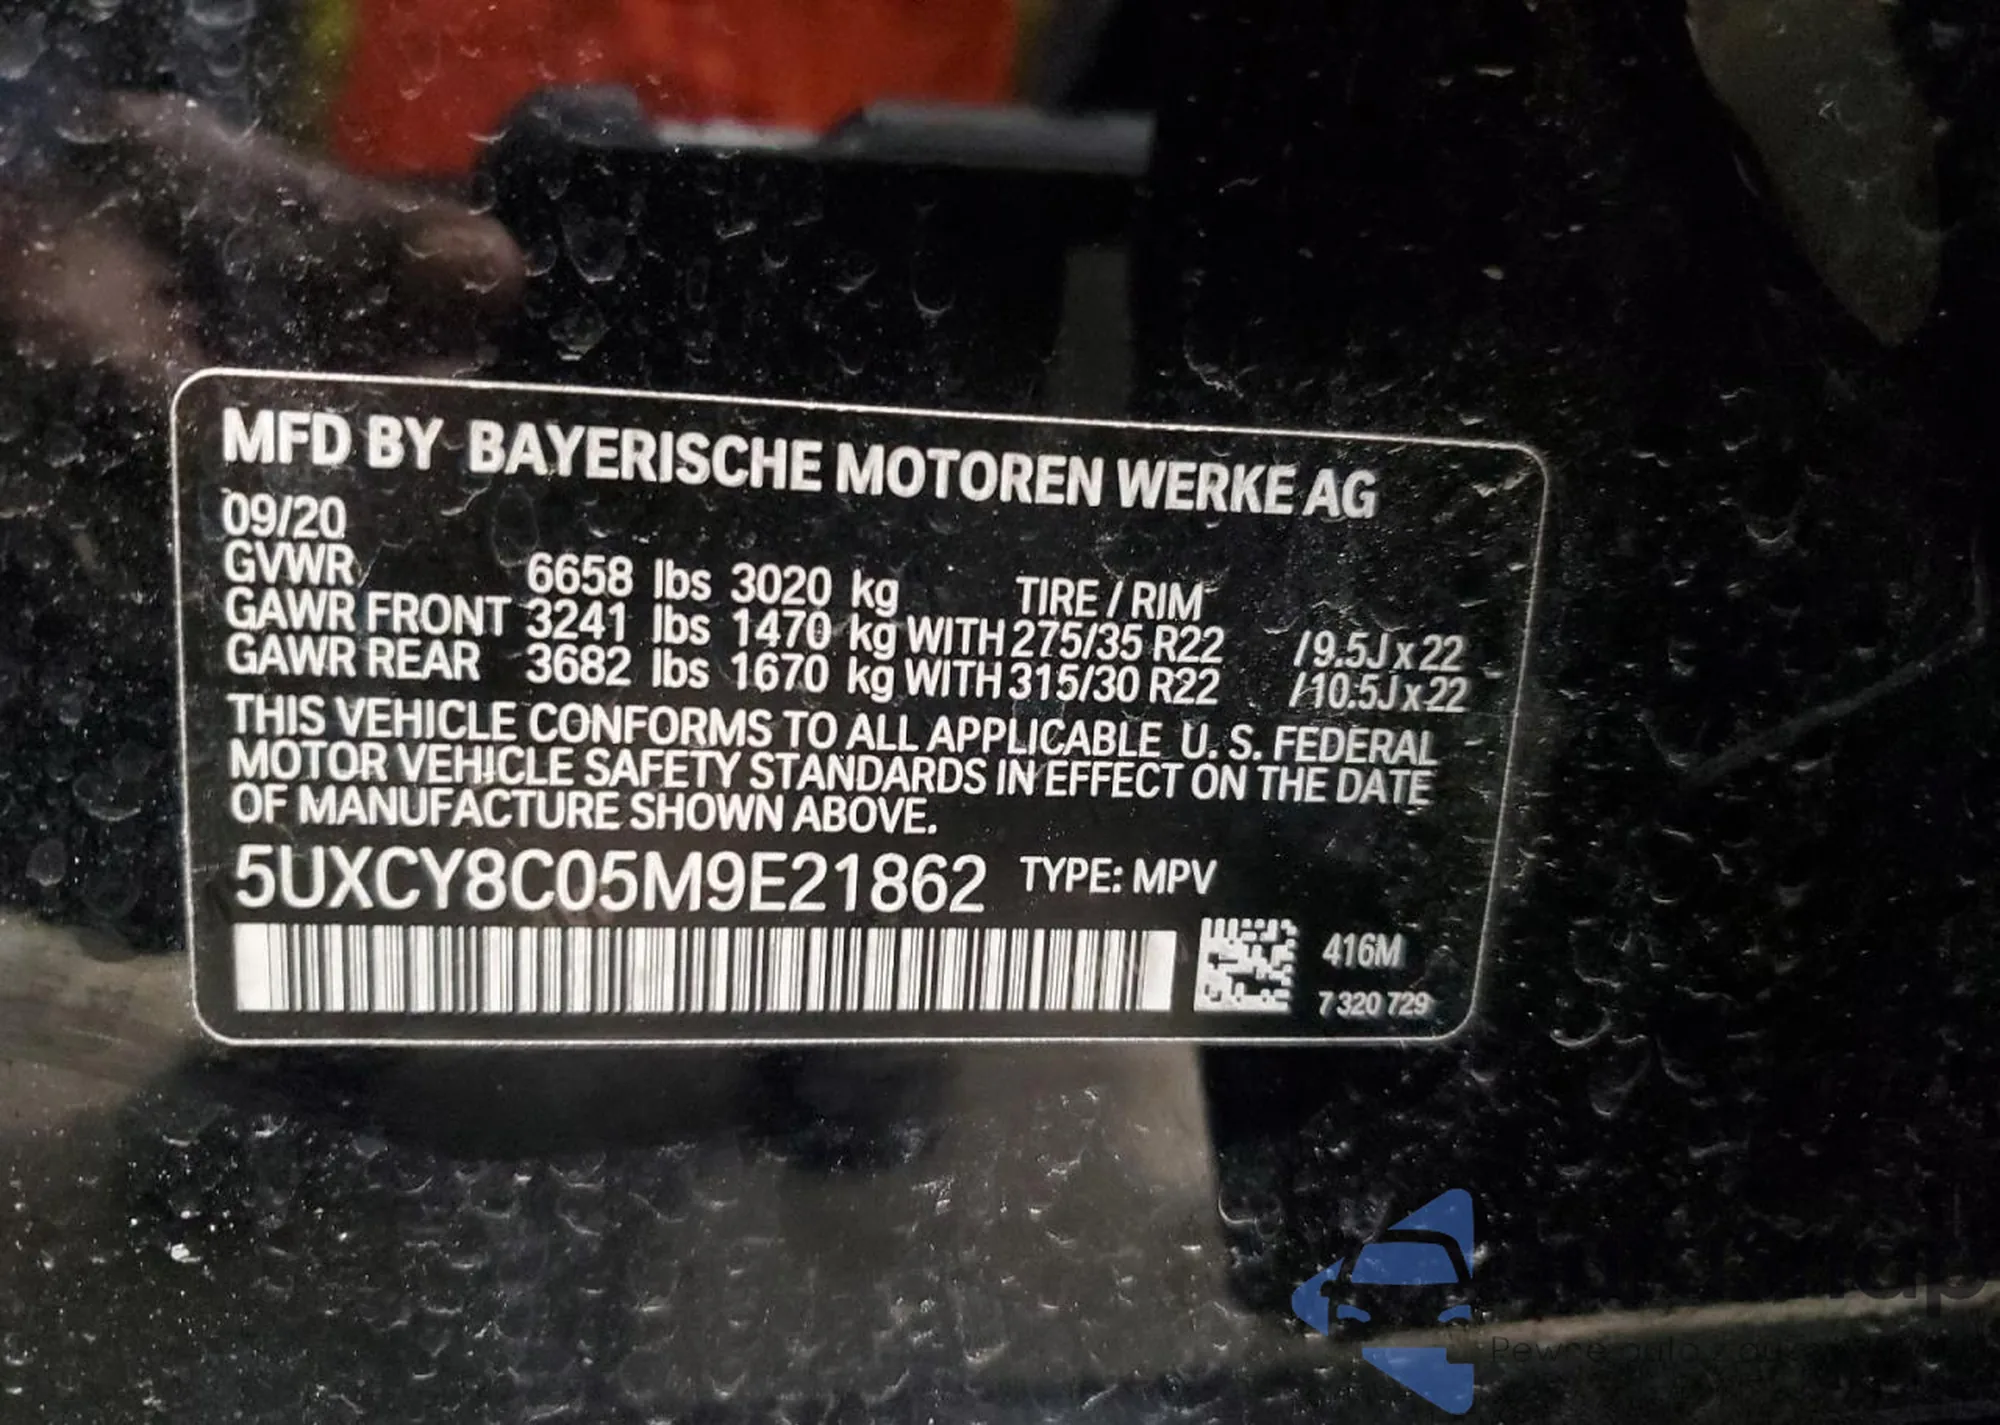 MFD BY BAYERISCHE MOTOREN WERKE AG
09/20
GVWR 6658 lbs 3020 kg TIRE / RIM
GAWR FRONT 3241 lbs 1470 kg WITH 275/35 R22 / 9.5J x 22
GAWR REAR 3682 lbs 1670 kg WITH 315/30 R22 / 10.5J x 22
THIS VEHICLE CONFORMS TO ALL APPLICABLE U. S. FEDERAL
MOTOR VEHICLE SAFETY STANDARDS IN EFFECT ON THE DATE
OF MANUFACTURE SHOWN ABOVE.
5UXCY8C05M9E21862 TYPE: MPV
416M
7 320 729
Pewne auto z